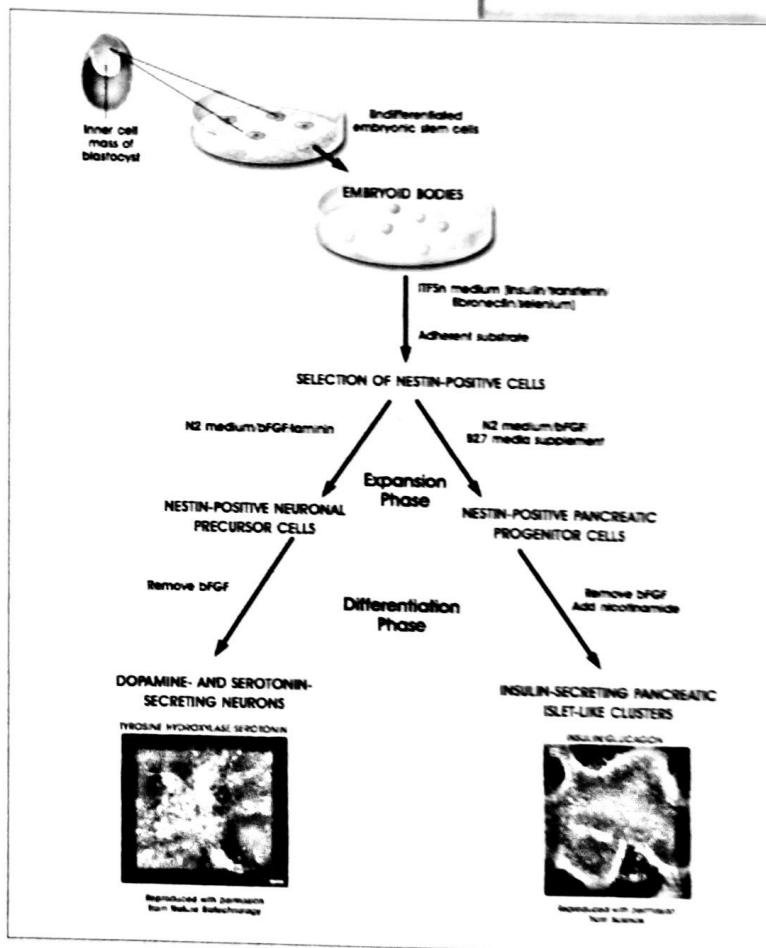 Inner cell
mass of
blastocyst
Undifferentiated
embryonic stem cells
EMBRYOID BODIES
ITFSn medium [insulin/transferrin/
fibronectin/selenium]
Adherent substrate
SELECTION OF NESTIN-POSITIVE CELLS
N2 medium/bFGF-laminin
N2 medium/bFGF/
B27 media supplement
Expansion
Phase
NESTIN-POSITIVE NEURONAL
PRECURSOR CELLS
NESTIN-POSITIVE PANCREATIC
PROGENITOR CELLS
Remove bFGF
Remove bFGF
Add nicotinamide
Differentiation
Phase
DOPAMINE- AND SEROTONIN-
SECRETING NEURONS
INSULIN-SECRETING PANCREATIC
ISLET-LIKE CLUSTERS
TYROSINE HYDROXYLASE/SEROTONIN
INSULIN/GLUCAGON
Reproduced with permission
from Nature Biotechnology
Reproduced with permission
from Science